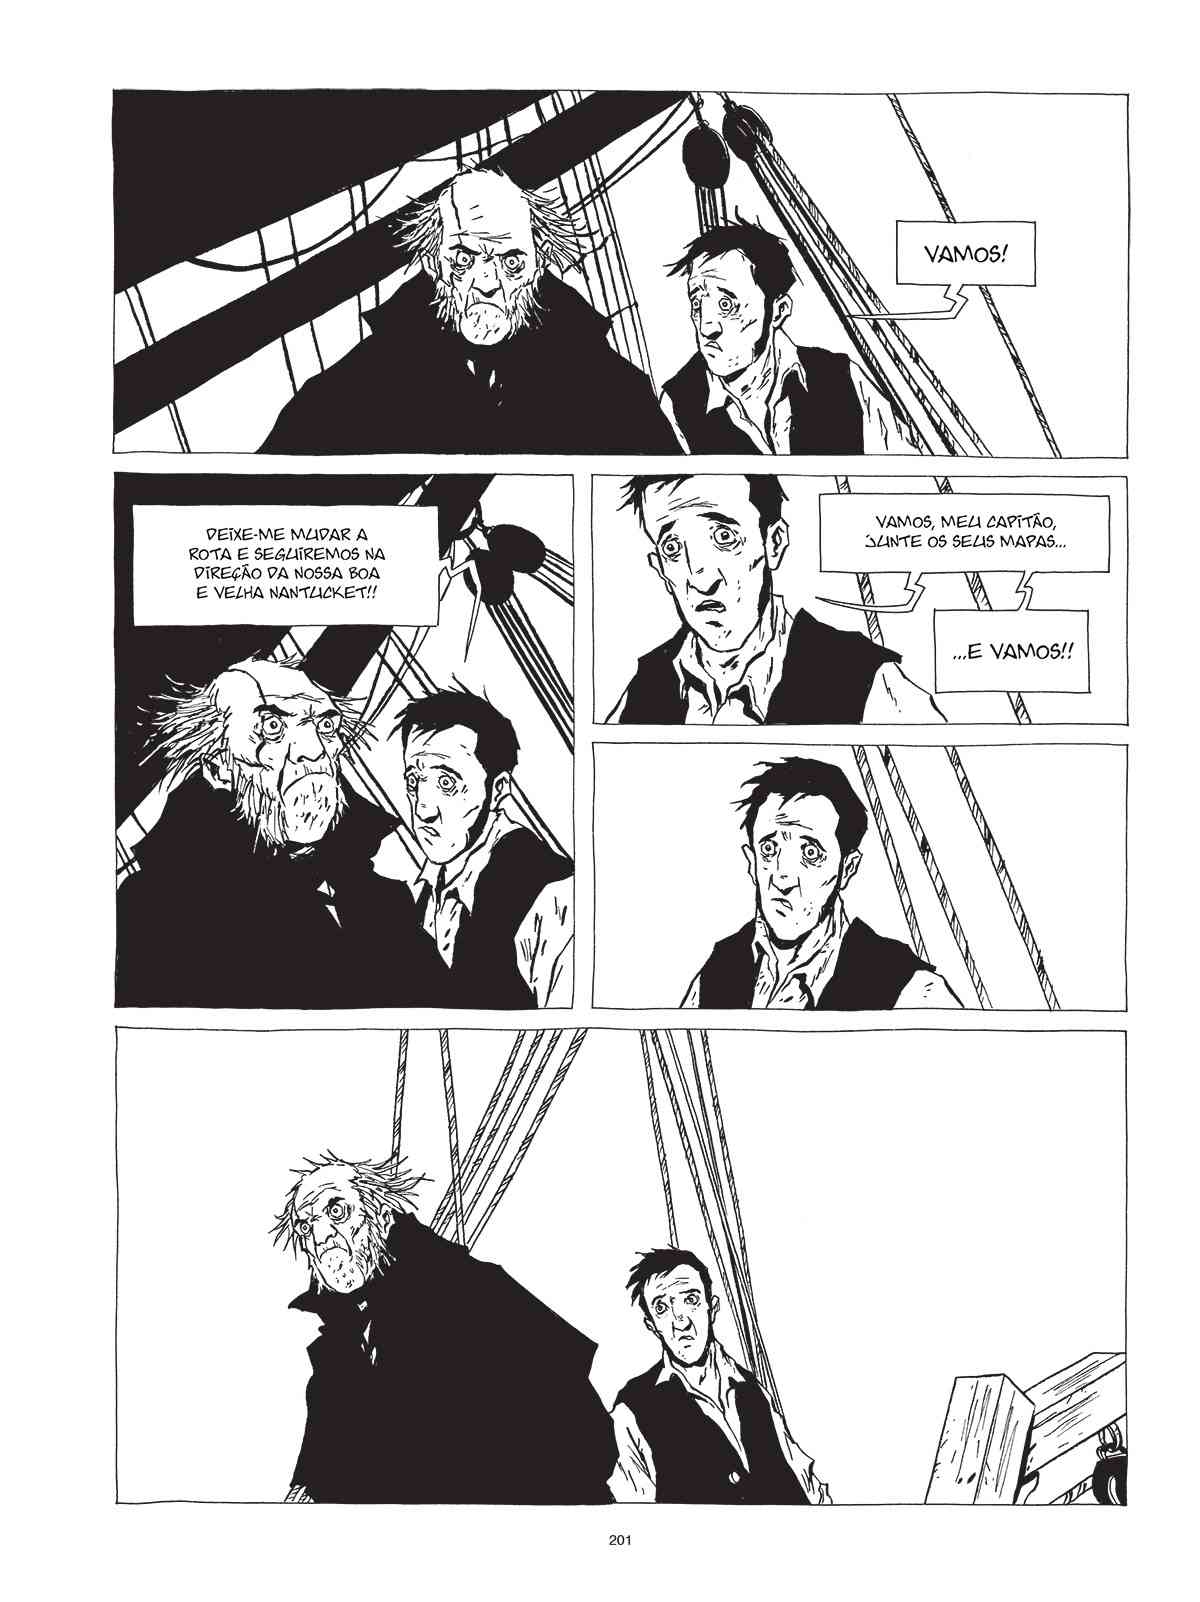 VAMOS!
DEIXE-ME MUDAR A
ROTA E SEGUIREMOS NA
DIREÇÃO DA NOSSA BOA
E VELHA NANTUCKET!!
VAMOS, MEU CAPITÃO,
JUNTE OS SEUS MAPAS...
...E VAMOS!!
201